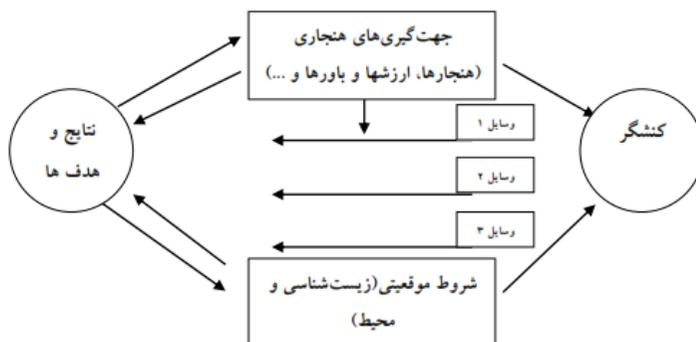 جهت‌گیری‌های هنجاری
(هنجارها، ارزشها و باورها و ...)
کنشگر
وسایل ۱
وسایل ۲
وسایل ۳
نتایج و
هدف ها
شروط موقعیتی(زیست‌شناسی و
محیط)